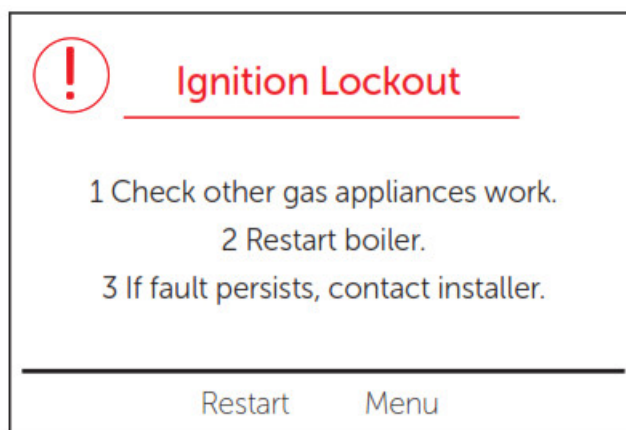 Ignition Lockout
1 Check other gas appliances work.
2 Restart boiler.
3 If fault persists, contact installer.
Restart Menu